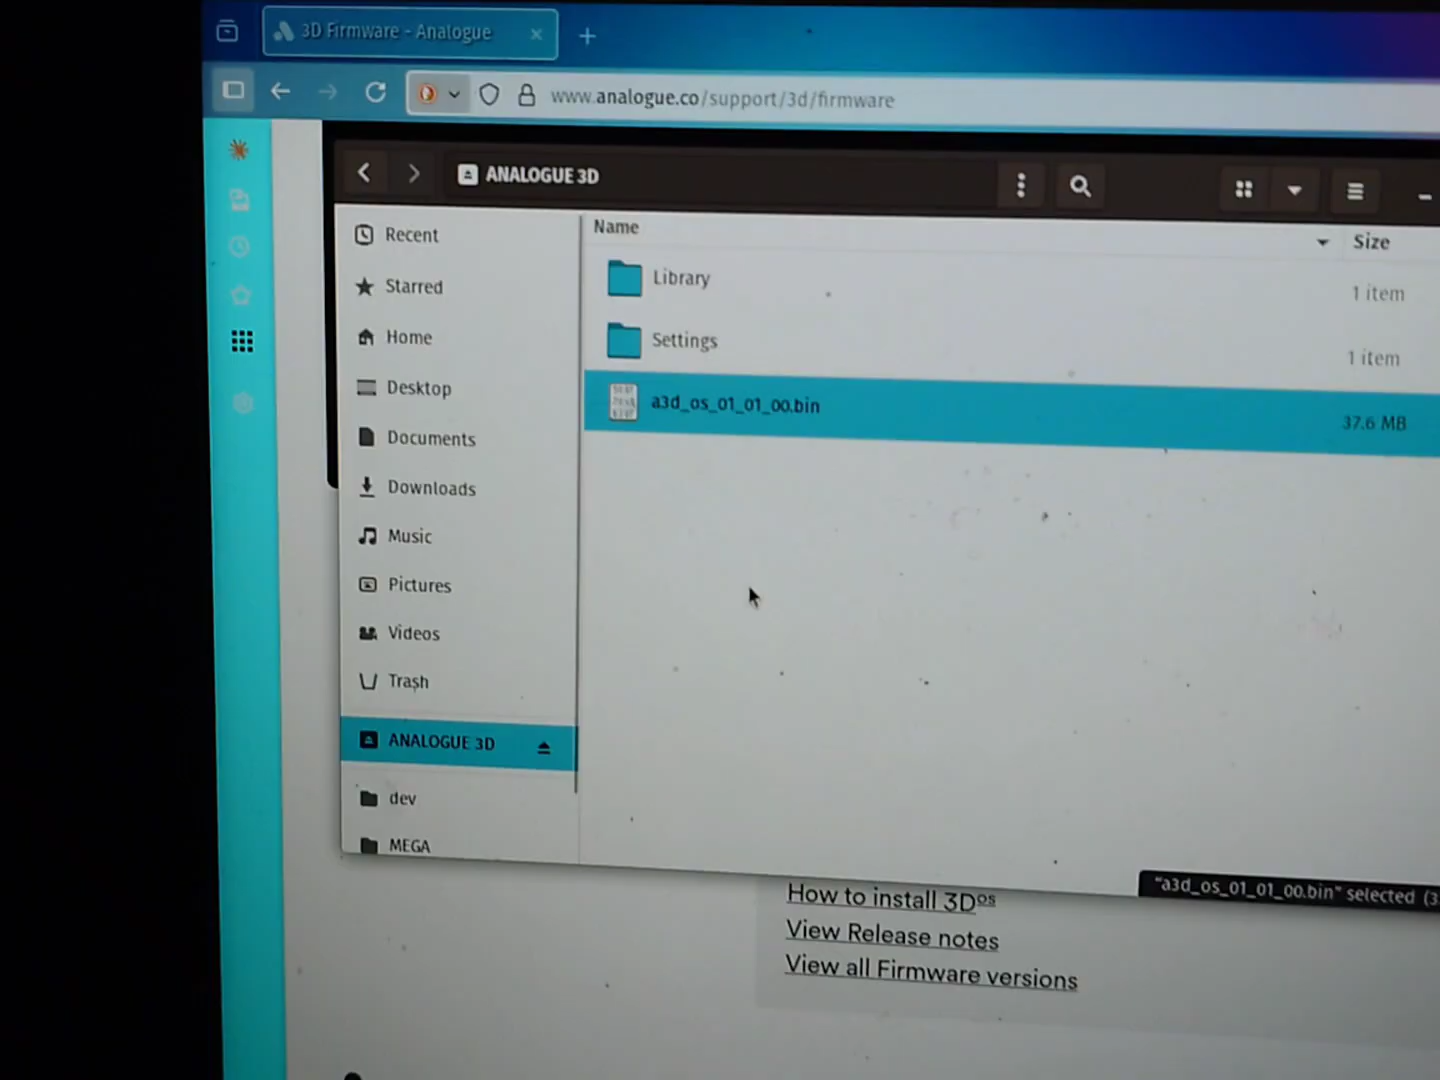 3D Firmware - Analogue
www.analogue.co/support/3d/firmware
ANALOGUE 3D
Name
Size
Recent
Library
1 item
Starred
Settings
1 item
Home
a3d_os_01_01_00.bin
37.6 MB
Desktop
Documents
Downloads
Music
Pictures
Videos
Trash
ANALOGUE 3D
dev
MEGA
"a3d_os_01_01_00.bin" selected (3
How to install 3Dos
View Release notes
View all Firmware versions